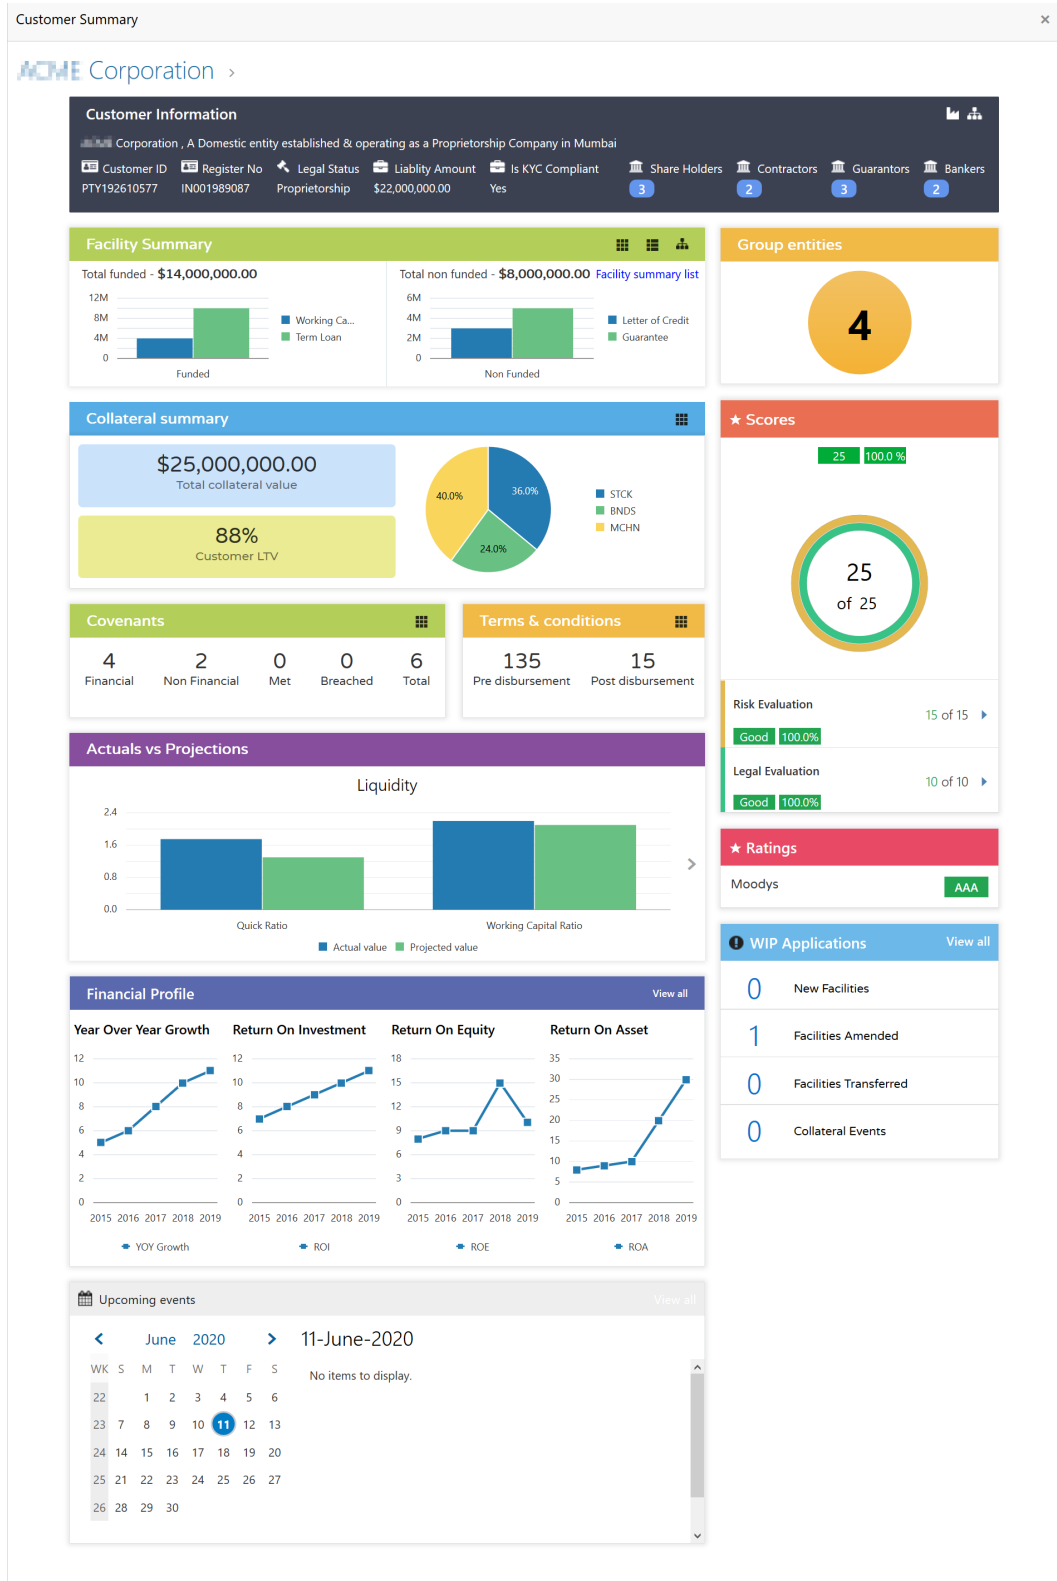 Customer Summary ×
ACME Corporation ›
Customer Information
Corporation , A Domestic entity established & operating as a Proprietorship Company in Mumbai
Customer ID Register No Legal Status Liablity Amount Is KYC Compliant Share Holders Contractors Guarantors Bankers
PTY192610577 IN001989087 Proprietorship $22,000,000.00 Yes 3 2 3 2
Facility Summary
Total funded - $14,000,000.00
12M
8M
4M
0
Working Ca...
Term Loan
Funded
Total non funded - $8,000,000.00 Facility summary list
6M
4M
2M
0
Letter of Credit
Guarantee
Non Funded
Group entities
4
Collateral summary
$25,000,000.00
Total collateral value
88%
Customer LTV
40.0%
36.0%
24.0%
STCK
BNDS
MCHN
Scores
25 100.0 %
25
of 25
Risk Evaluation
15 of 15
Good 100.0%
Legal Evaluation
10 of 10
Good 100.0%
Covenants
4 2 0 0 6
Financial Non Financial Met Breached Total
Terms & conditions
135 15
Pre disbursement Post disbursement
Actuals vs Projections
Liquidity
2.4
1.6
0.8
0.0
Quick Ratio Working Capital Ratio
Actual value Projected value
Ratings
Moodys AAA
WIP Applications View all
0 New Facilities
1 Facilities Amended
0 Facilities Transferred
0 Collateral Events
Financial Profile View all
Year Over Year Growth
12
10
8
6
4
2
0
2015 2016 2017 2018 2019
YOY Growth
Return On Investment
12
10
8
6
4
2
0
2015 2016 2017 2018 2019
ROI
Return On Equity
18
15
12
9
6
3
0
2015 2016 2017 2018 2019
ROE
Return On Asset
35
30
25
20
15
10
5
0
2015 2016 2017 2018 2019
ROA
Upcoming events View all
June 2020
WK S M T W T F S
22 1 2 3 4 5 6
23 7 8 9 10 11 12 13
24 14 15 16 17 18 19 20
25 21 22 23 24 25 26 27
26 28 29 30
11-June-2020
No items to display.